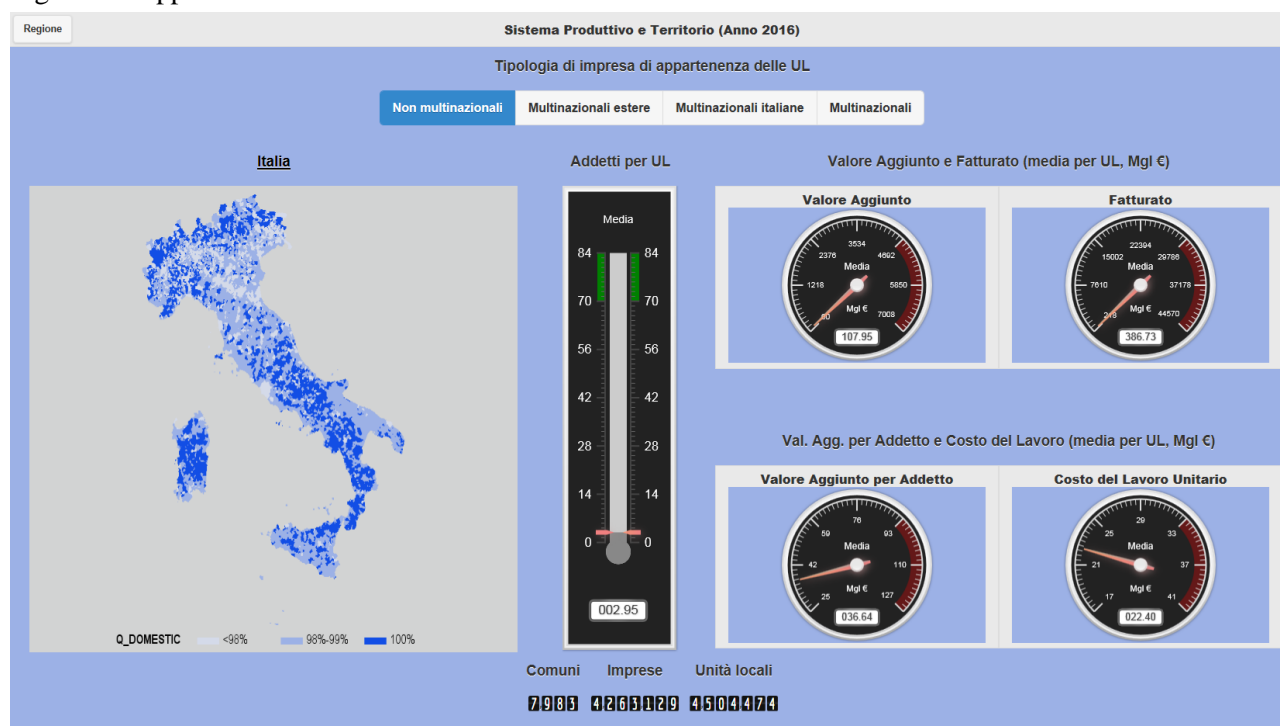 Regione
Sistema Produttivo e Territorio (Anno 2016)
Tipologia di impresa di appartenenza delle UL
Non multinazionali Multinazionali estere Multinazionali italiane Multinazionali
Italia
Q_DOMESTIC <98% 98%-99% 100%
Addetti per UL
Media
84 84
70 70
56 56
42 42
28 28
14 14
0 0
002.95
Valore Aggiunto e Fatturato (media per UL, Mgl €)
Valore Aggiunto
3534
2376 4692
Media
1218 5850
Mgl €
60 7008
107.95
Fatturato
22394
15002 29786
Media
7610 37178
Mgl €
218 44570
386.73
Val. Agg. per Addetto e Costo del Lavoro (media per UL, Mgl €)
Valore Aggiunto per Addetto
76
59 93
Media
42 110
Mgl €
25 127
036.64
Costo del Lavoro Unitario
29
25 33
Media
21 37
Mgl €
17 41
022.40
Comuni Imprese Unità locali
7983 4263129 4504474